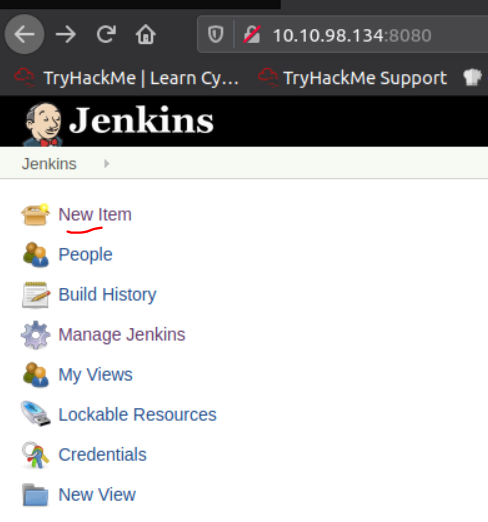 10.10.98.134:8080
TryHackMe | Learn Cy... TryHackMe Support
Jenkins
Jenkins
New Item
People
Build History
Manage Jenkins
My Views
Lockable Resources
Credentials
New View